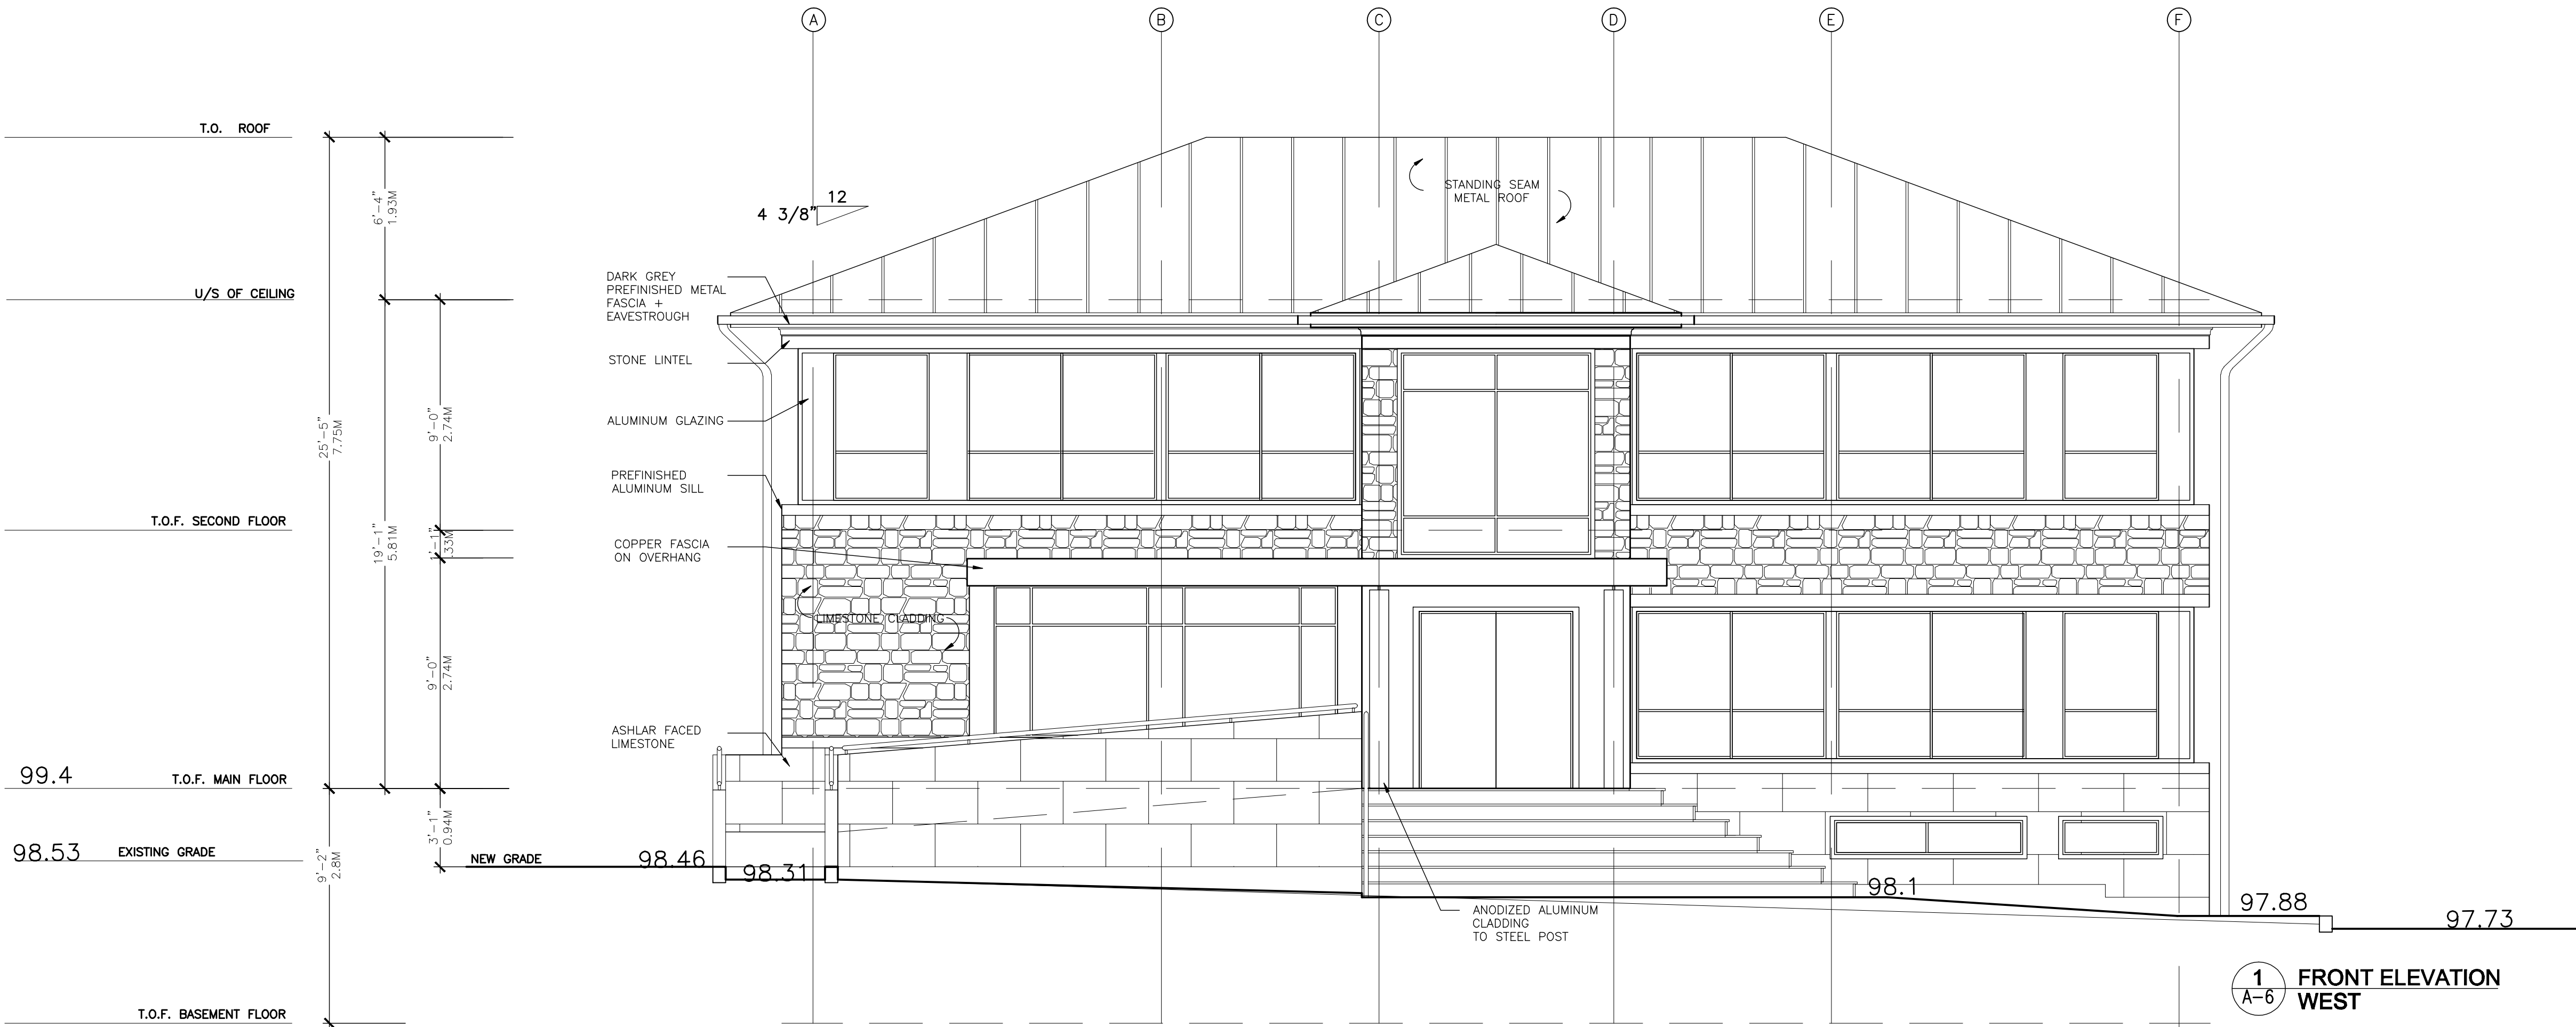 A
B
C
D
E
F
T.O. ROOF
6'-4"
1.93M
12
4 3/8"
STANDING SEAM
METAL ROOF
U/S OF CEILING
DARK GREY
PREFINISHED METAL
FASCIA +
EAVESTROUGH
STONE LINTEL
25'-5"
7.75M
9'-0"
2.74M
ALUMINUM GLAZING
PREFINISHED
ALUMINUM SILL
T.O.F. SECOND FLOOR
19'-1"
5.81M
1'-1"
.33M
COPPER FASCIA
ON OVERHANG
LIMESTONE CLADDING
9'-0"
2.74M
ASHLAR FACED
LIMESTONE
99.4
T.O.F. MAIN FLOOR
3'-1"
0.94M
98.53
EXISTING GRADE
9'-2"
2.8M
NEW GRADE
98.46
98.31
98.1
97.88
97.73
ANODIZED ALUMINUM
CLADDING
TO STEEL POST
1
A-6
FRONT ELEVATION
WEST
T.O.F. BASEMENT FLOOR